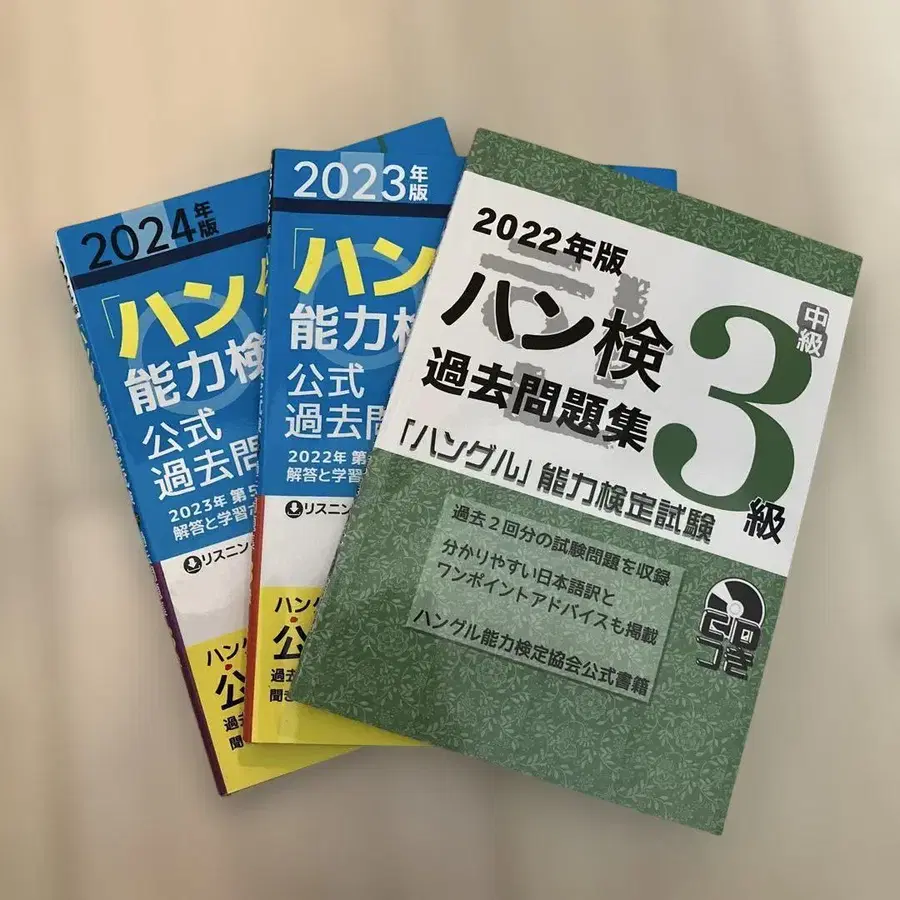 2024年版
「ハン
能力検
公式
過去問
2023年 第5
解答と学習
リスニン
ハン
公
過去
聞き
2023年版
「ハン
能力検
公式
過去問
2022年 第
解答と学習
リスニン
ハン
公
過去
聞き
2022年版
ハン検
過去問題集
中級
3級
「ハングル」能力検定試験
過去2回分の試験問題を収録
分かりやすい日本語訳と
ワンポイントアドバイスも掲載
ハングル能力検定協会公式書籍
CD
つき